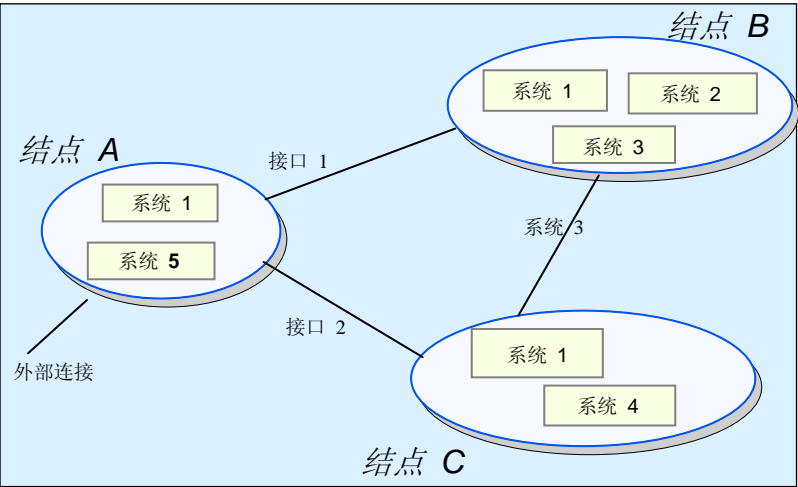 结点 B
系统 1
系统 2
系统 3
结点 A
接口 1
系统 1
系统 5
系统 3
接口 2
外部连接
系统 1
系统 4
结点 C